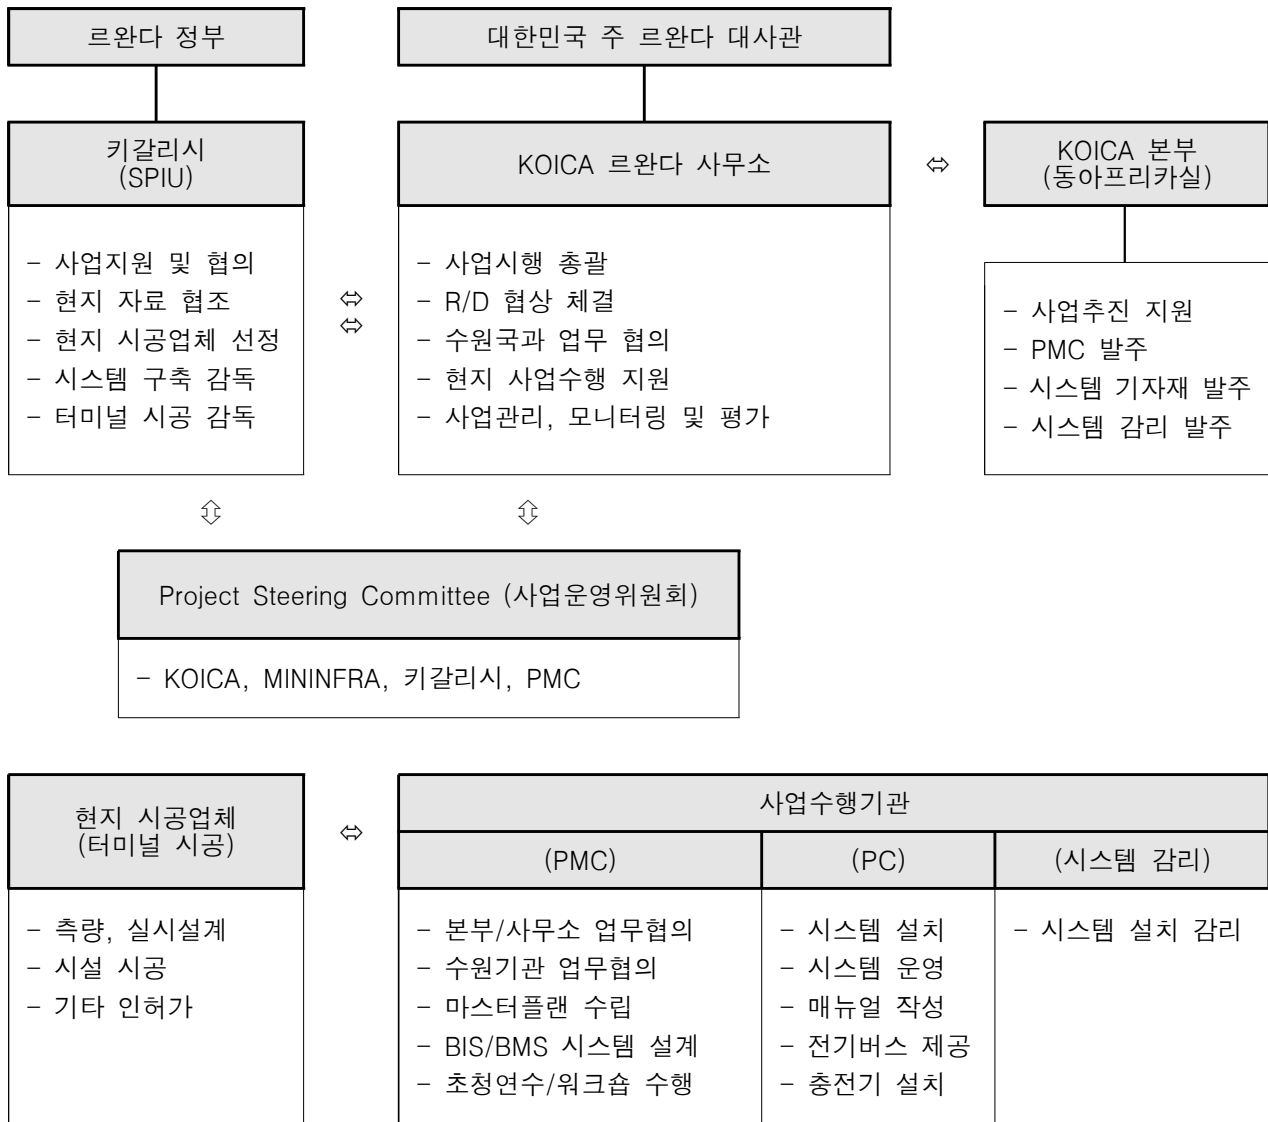 르완다 정부
대한민국 주 르완다 대사관
키갈리시
(SPIU)
KOICA 르완다 사무소
⇔
KOICA 본부
(동아프리카실)
- 사업지원 및 협의
- 현지 자료 협조
- 현지 시공업체 선정
- 시스템 구축 감독
- 터미널 시공 감독
⇔
⇔
- 사업시행 총괄
- R/D 협상 체결
- 수원국과 업무 협의
- 현지 사업수행 지원
- 사업관리, 모니터링 및 평가
- 사업추진 지원
- PMC 발주
- 시스템 기자재 발주
- 시스템 감리 발주
⇕
⇕
Project Steering Committee (사업운영위원회)
- KOICA, MININFRA, 키갈리시, PMC
현지 시공업체
(터미널 시공)
⇔
사업수행기관
(PMC)
(PC)
(시스템 감리)
- 측량, 실시설계
- 시설 시공
- 기타 인허가
- 본부/사무소 업무협의
- 수원기관 업무협의
- 마스터플랜 수립
- BIS/BMS 시스템 설계
- 초청연수/워크숍 수행
- 시스템 설치
- 시스템 운영
- 매뉴얼 작성
- 전기버스 제공
- 충전기 설치
- 시스템 설치 감리